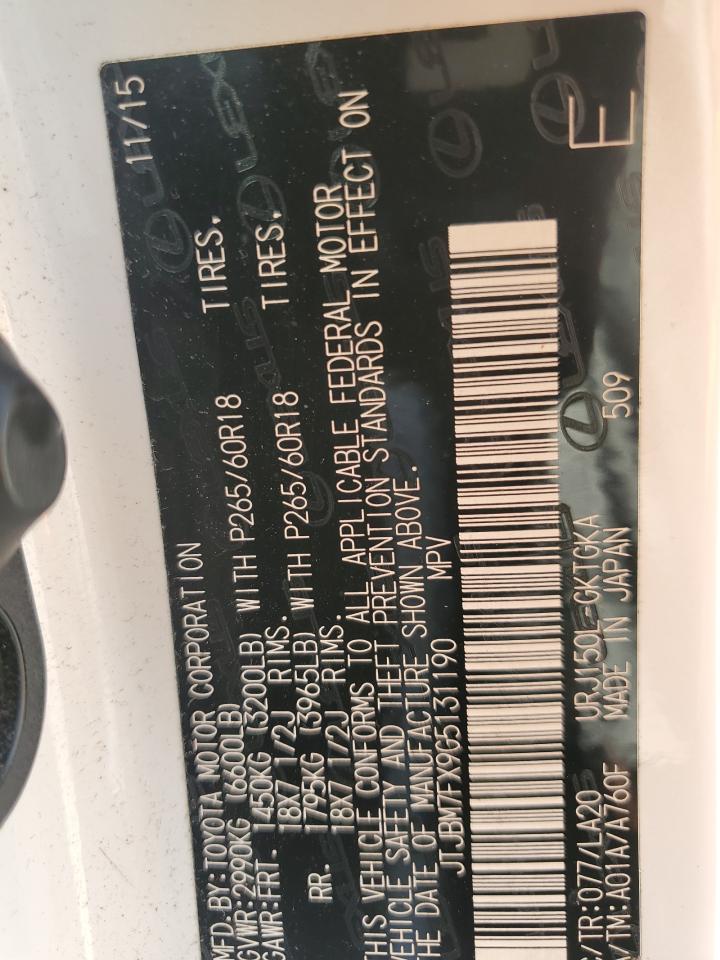 MFD.BY:TOYOTA MOTOR CORPORATION 11/15
GVWR:2990KG (6600LB)
GAWR:FRT. 1450KG (3200LB) WITH P265/60R18 TIRES.
18X7 1/2J RIMS.
RR. 1795KG (3965LB) WITH P265/60R18 TIRES.
18X7 1/2J RIMS.
THIS VEHICLE CONFORMS TO ALL APPLICABLE FEDERAL MOTOR
VEHICLE SAFETY AND THEFT PREVENTION STANDARDS IN EFFECT ON
THE DATE OF MANUFACTURE SHOWN ABOVE.
JTJBM7FX9G5131190 MPV
C/TR:077/LA20 URJ150L-GKTGKA E
A/TM:A01A/A760F MADE IN JAPAN 509